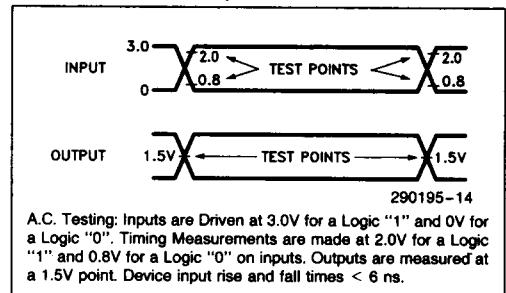 3.0
INPUT 2.0 TEST POINTS 2.0
0.8 0.8
0
OUTPUT 1.5V TEST POINTS 1.5V
290195-14
A.C. Testing: Inputs are Driven at 3.0V for a Logic "1" and 0V for
a Logic "0". Timing Measurements are made at 2.0V for a Logic
"1" and 0.8V for a Logic "0" on inputs. Outputs are measured at
a 1.5V point. Device input rise and fall times < 6 ns.